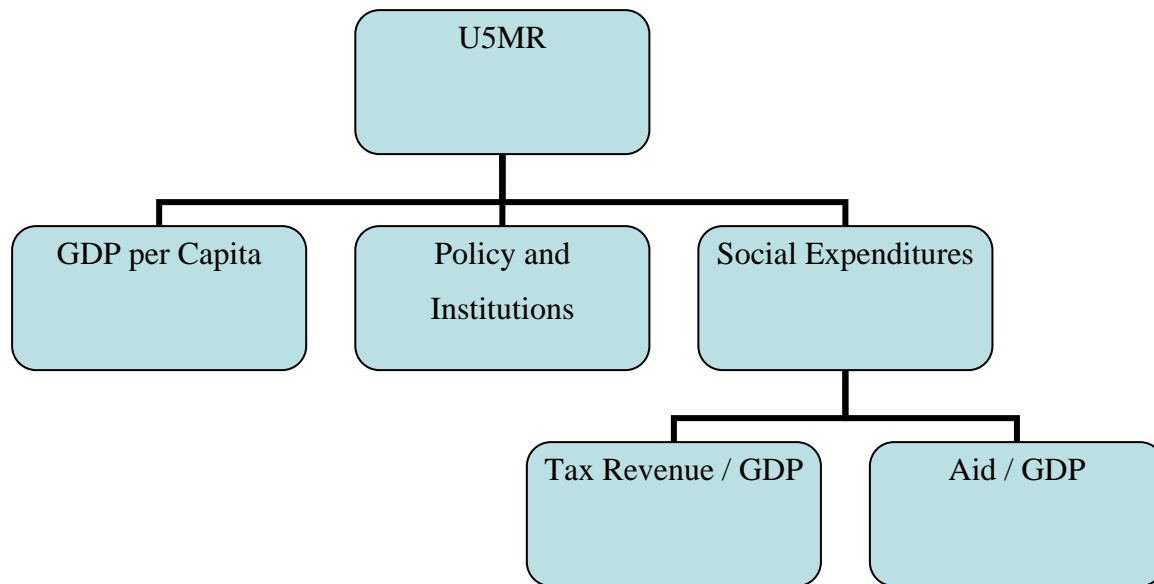 U5MR
GDP per Capita
Policy and
Institutions
Social Expenditures
Tax Revenue / GDP
Aid / GDP